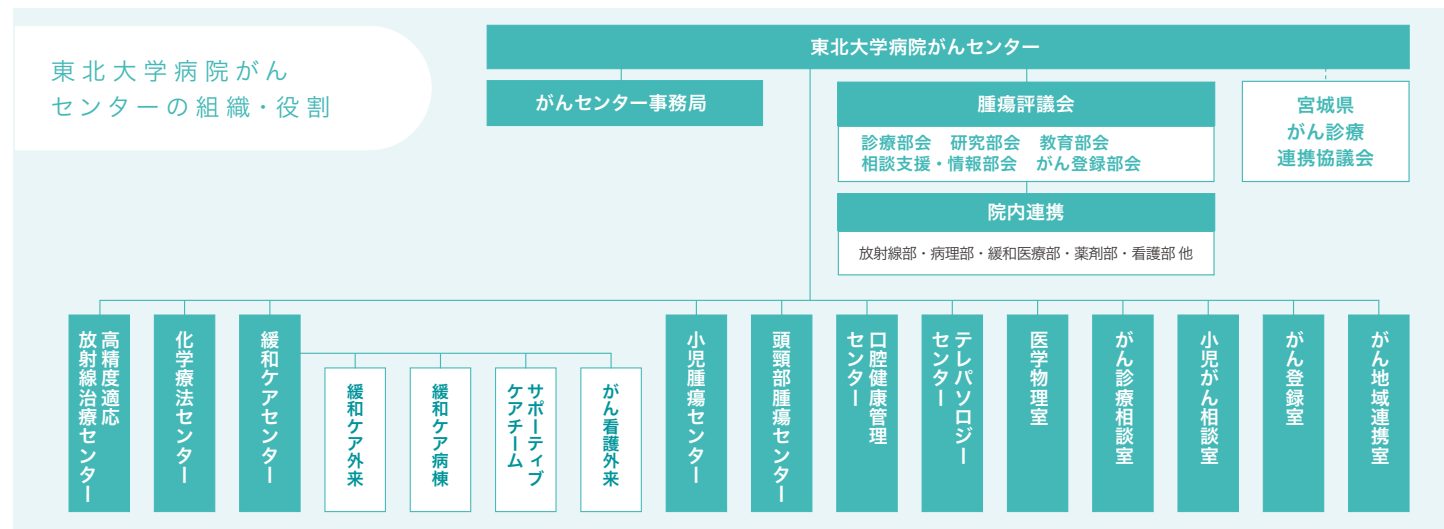 東北大学病院がん
センターの組織・役割
東北大学病院がんセンター
がんセンター事務局
腫瘍評議会
診療部会 研究部会 教育部会
相談支援・情報部会 がん登録部会
宮城県
がん診療
連携協議会
院内連携
放射線部・病理部・緩和医療部・薬剤部・看護部 他
高精度適応
放射線治療センター
化学療法センター
緩和ケアセンター
緩和ケア外来
緩和ケア病棟
サポーティブ
ケアチーム
がん看護外来
小児腫瘍センター
頭頸部腫瘍センター
口腔健康管理
センター
テレパソロジー
センター
医学物理室
がん診療相談室
小児がん相談室
がん登録室
がん地域連携室